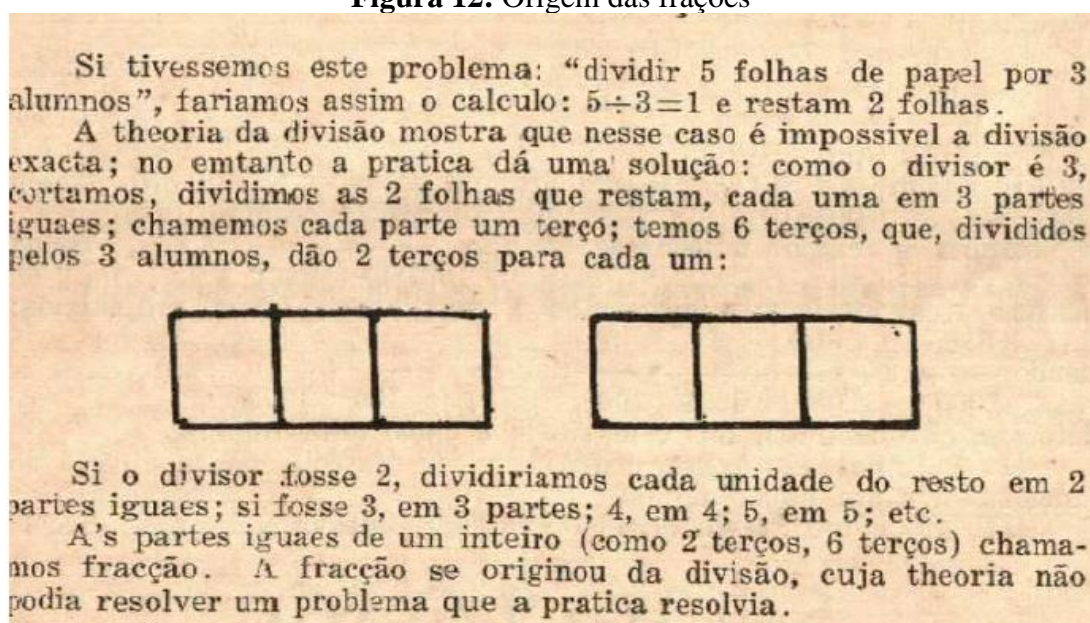 Figura 12: Origem das frações
Si tivessemos este problema: "dividir 5 folhas de papel por 3
alumnos", fariamos assim o calculo: 5÷3=1 e restam 2 folhas.
A theoria da divisão mostra que nesse caso é impossivel a divisão
exacta; no emtanto a pratica dá uma solução: como o divisor é 3,
cortamos, dividimos as 2 folhas que restam, cada uma em 3 partes
iguaes; chamemos cada parte um terço; temos 6 terços, que, divididos
pelos 3 alumnos, dão 2 terços para cada um:
Si o divisor fosse 2, dividiriamos cada unidade do resto em 2
partes iguaes; si fosse 3, em 3 partes; 4, em 4; 5, em 5; etc.
A's partes iguaes de um inteiro (como 2 terços, 6 terços) chama-
mos fracção. A fracção se originou da divisão, cuja theoria não
podia resolver um problema que a pratica resolvia.